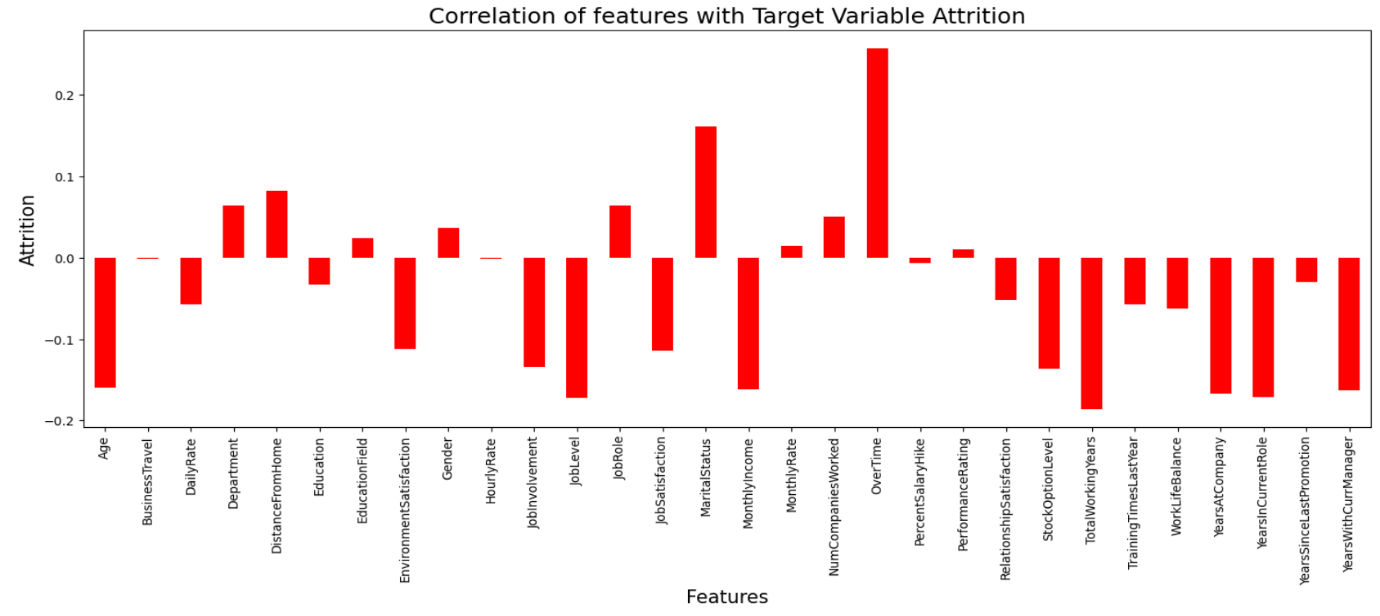 Correlation of features with Target Variable Attrition
Attrition
0.2
0.1
0.0
−0.1
−0.2
Age
BusinessTravel
DailyRate
Department
DistanceFromHome
Education
EducationField
EnvironmentSatisfaction
Gender
HourlyRate
JobInvolvement
JobLevel
JobRole
JobSatisfaction
MaritalStatus
MonthlyIncome
MonthlyRate
NumCompaniesWorked
OverTime
PercentSalaryHike
PerformanceRating
RelationshipSatisfaction
StockOptionLevel
TotalWorkingYears
TrainingTimesLastYear
WorkLifeBalance
YearsAtCompany
YearsInCurrentRole
YearsSinceLastPromotion
YearsWithCurrManager
Features